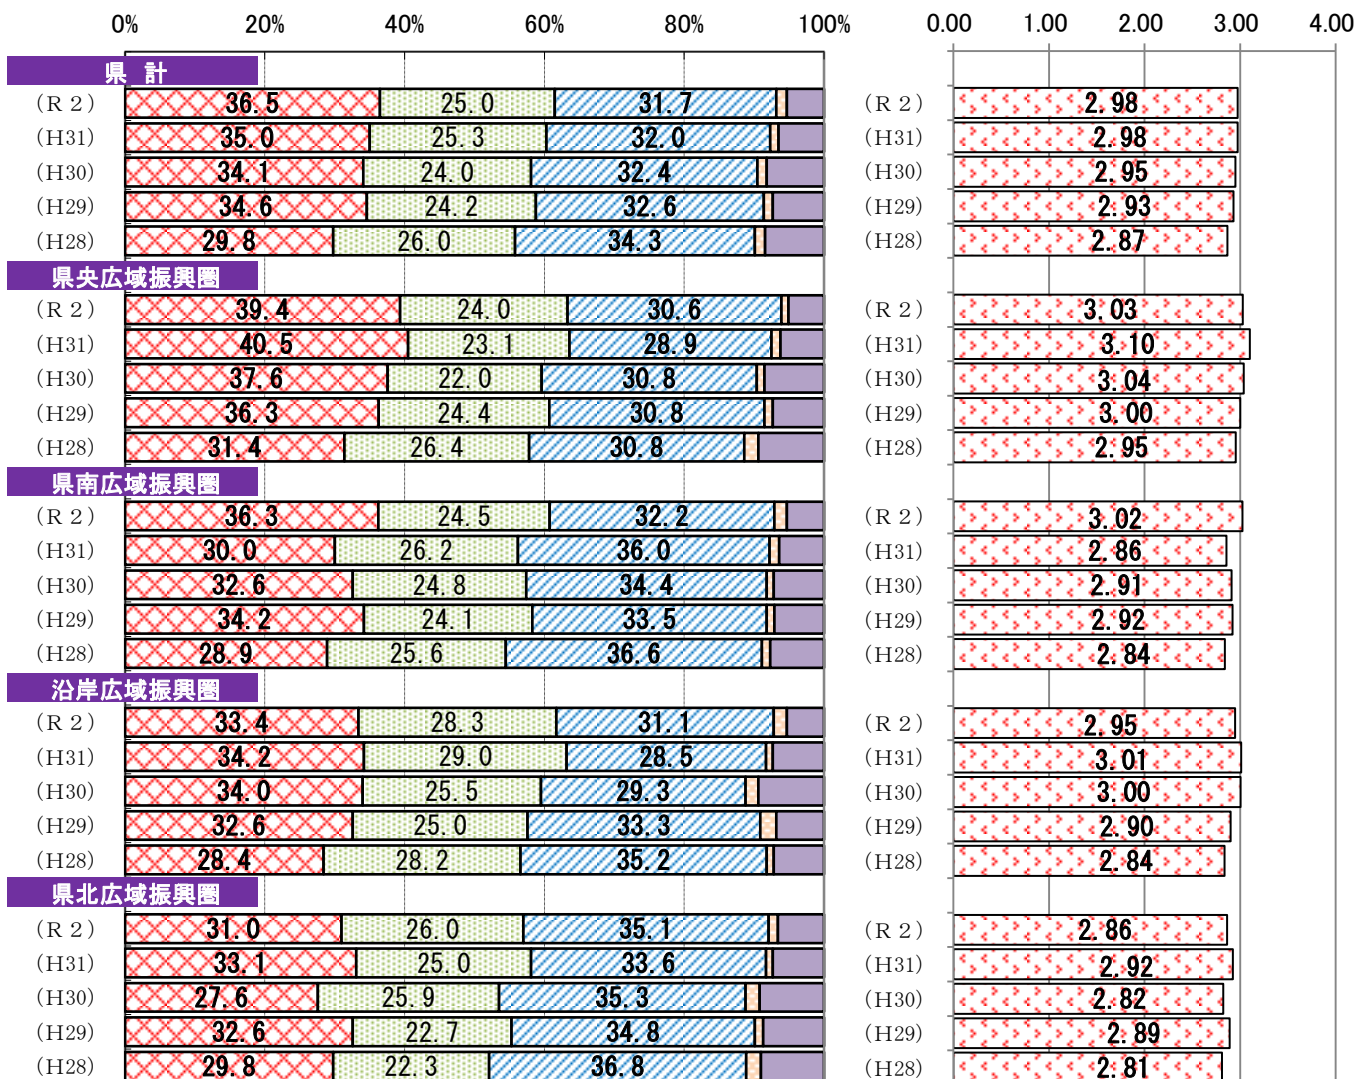 0% 20% 40% 60% 80% 100% 0.00 1.00 2.00 3.00 4.00
県 計
(R 2) 36.5 25.0 31.7 (R 2) 2.98
(H31) 35.0 25.3 32.0 (H31) 2.98
(H30) 34.1 24.0 32.4 (H30) 2.95
(H29) 34.6 24.2 32.6 (H29) 2.93
(H28) 29.8 26.0 34.3 (H28) 2.87
県央広域振興圏
(R 2) 39.4 24.0 30.6 (R 2) 3.03
(H31) 40.5 23.1 28.9 (H31) 3.10
(H30) 37.6 22.0 30.8 (H30) 3.04
(H29) 36.3 24.4 30.8 (H29) 3.00
(H28) 31.4 26.4 30.8 (H28) 2.95
県南広域振興圏
(R 2) 36.3 24.5 32.2 (R 2) 3.02
(H31) 30.0 26.2 36.0 (H31) 2.86
(H30) 32.6 24.8 34.4 (H30) 2.91
(H29) 34.2 24.1 33.5 (H29) 2.92
(H28) 28.9 25.6 36.6 (H28) 2.84
沿岸広域振興圏
(R 2) 33.4 28.3 31.1 (R 2) 2.95
(H31) 34.2 29.0 28.5 (H31) 3.01
(H30) 34.0 25.5 29.3 (H30) 3.00
(H29) 32.6 25.0 33.3 (H29) 2.90
(H28) 28.4 28.2 35.2 (H28) 2.84
県北広域振興圏
(R 2) 31.0 26.0 35.1 (R 2) 2.86
(H31) 33.1 25.0 33.6 (H31) 2.92
(H30) 27.6 25.9 35.3 (H30) 2.82
(H29) 32.6 22.7 34.8 (H29) 2.89
(H28) 29.8 22.3 36.8 (H28) 2.81